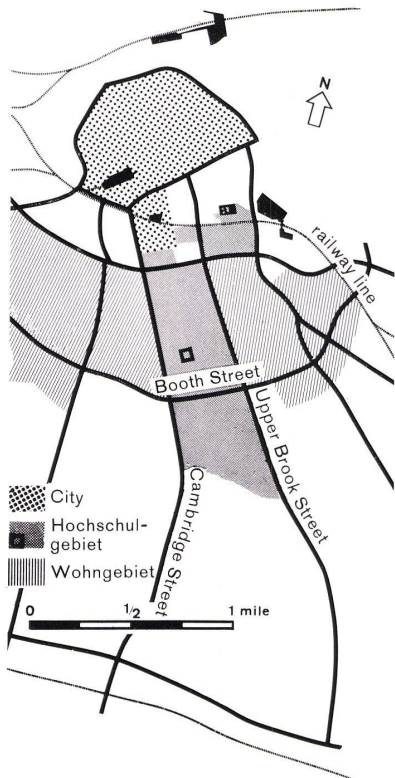 N
railway line
Booth Street
Upper Brook Street
Cambridge Street
City
Hochschul-
gebiet
Wohngebiet
0 1/2 1 mile